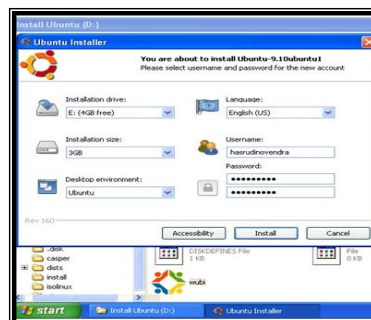 Install Ubuntu (D:)
Ubuntu Installer
You are about to install Ubuntu-9.10ubuntu1
Please select username and password for the new account
Installation drive:
E: (4GB free)
Language:
English (US)
Installation size:
3GB
Username:
hasrudinovendra
Password:
Desktop environment:
Ubuntu
Rev 160
Accessibility
Install
Cancel
.disk
casper
dists
install
isolinux
DISKDEFINES File
1 KB
File
0 KB
wubi
start
Install Ubuntu (D:)
Ubuntu Installer